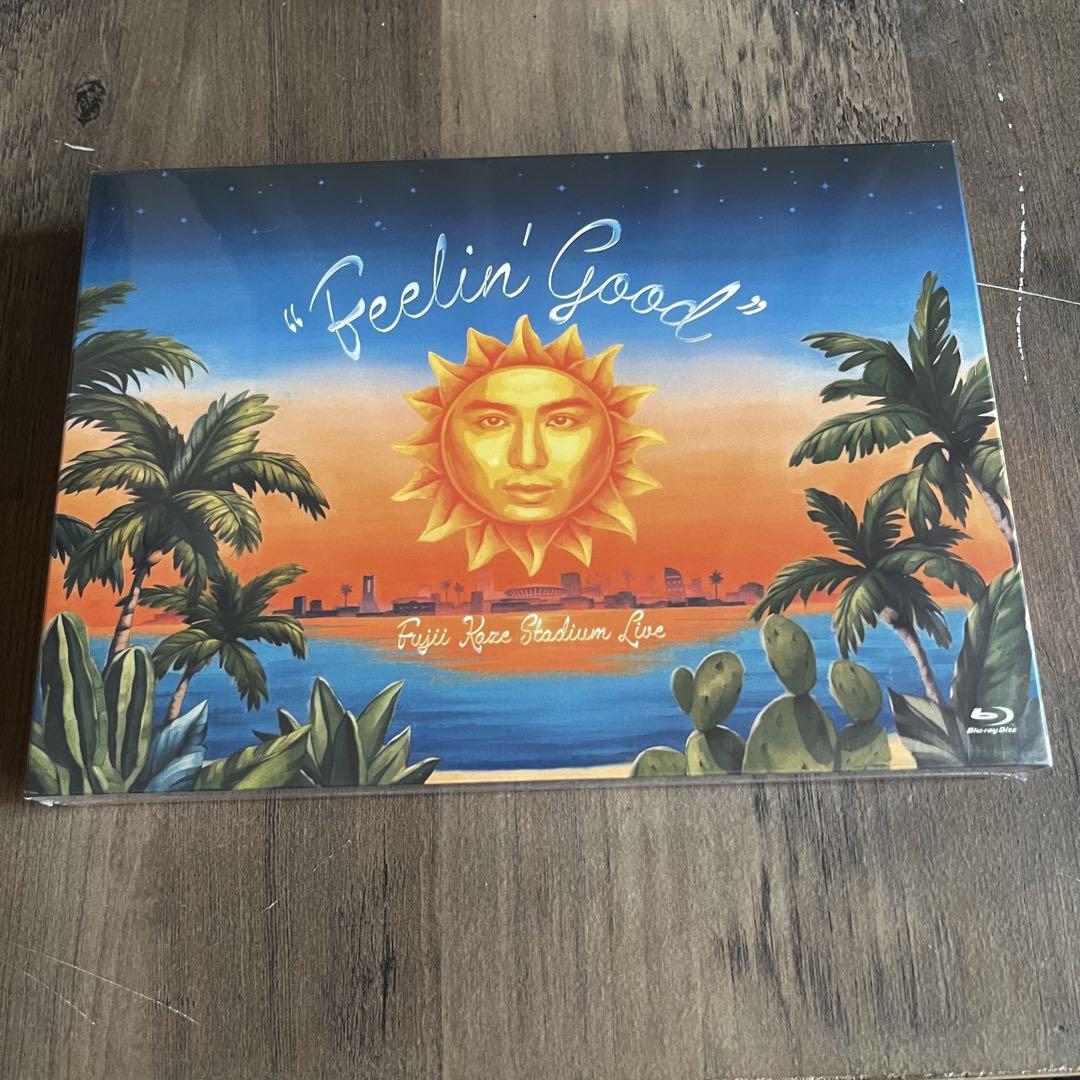 “Feelin' Good”
Fujii Kaze Stadium Live
Blu-ray Disc